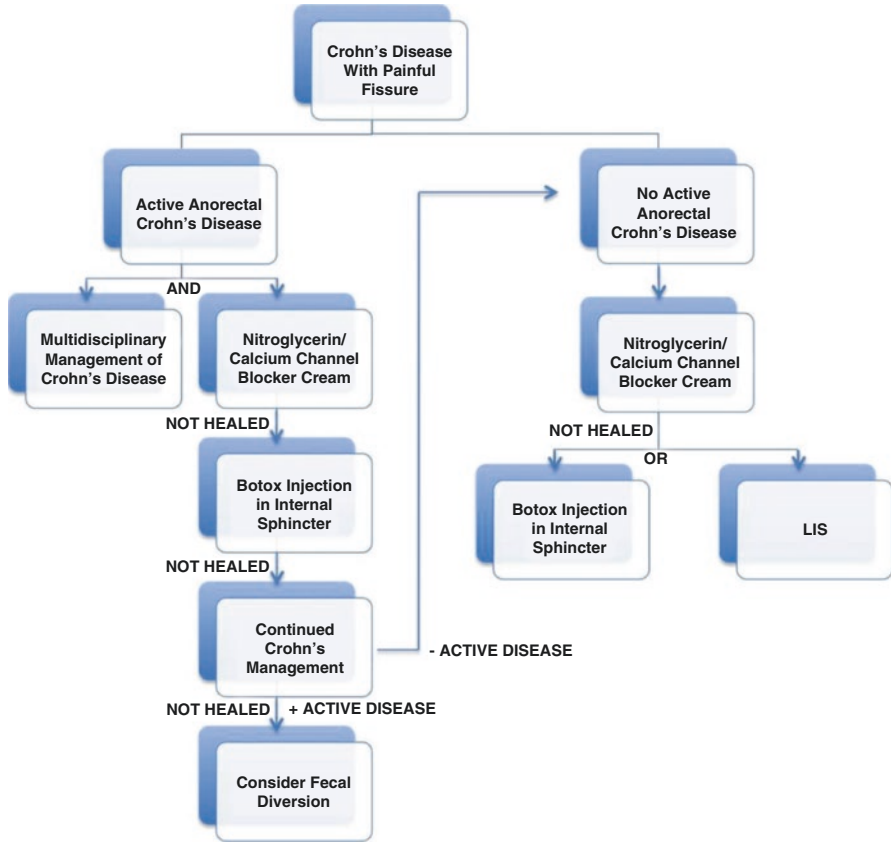 Crohn's Disease
With Painful
Fissure
Active Anorectal
Crohn's Disease
No Active
Anorectal
Crohn's Disease
AND
Multidisciplinary
Management of
Crohn's Disease
Nitroglycerin/
Calcium Channel
Blocker Cream
Nitroglycerin/
Calcium Channel
Blocker Cream
NOT HEALED
NOT HEALED
OR
Botox Injection
in Internal
Sphincter
Botox Injection
in Internal
Sphincter
LIS
NOT HEALED
Continued
Crohn's
Management
- ACTIVE DISEASE
NOT HEALED
+ ACTIVE DISEASE
Consider Fecal
Diversion